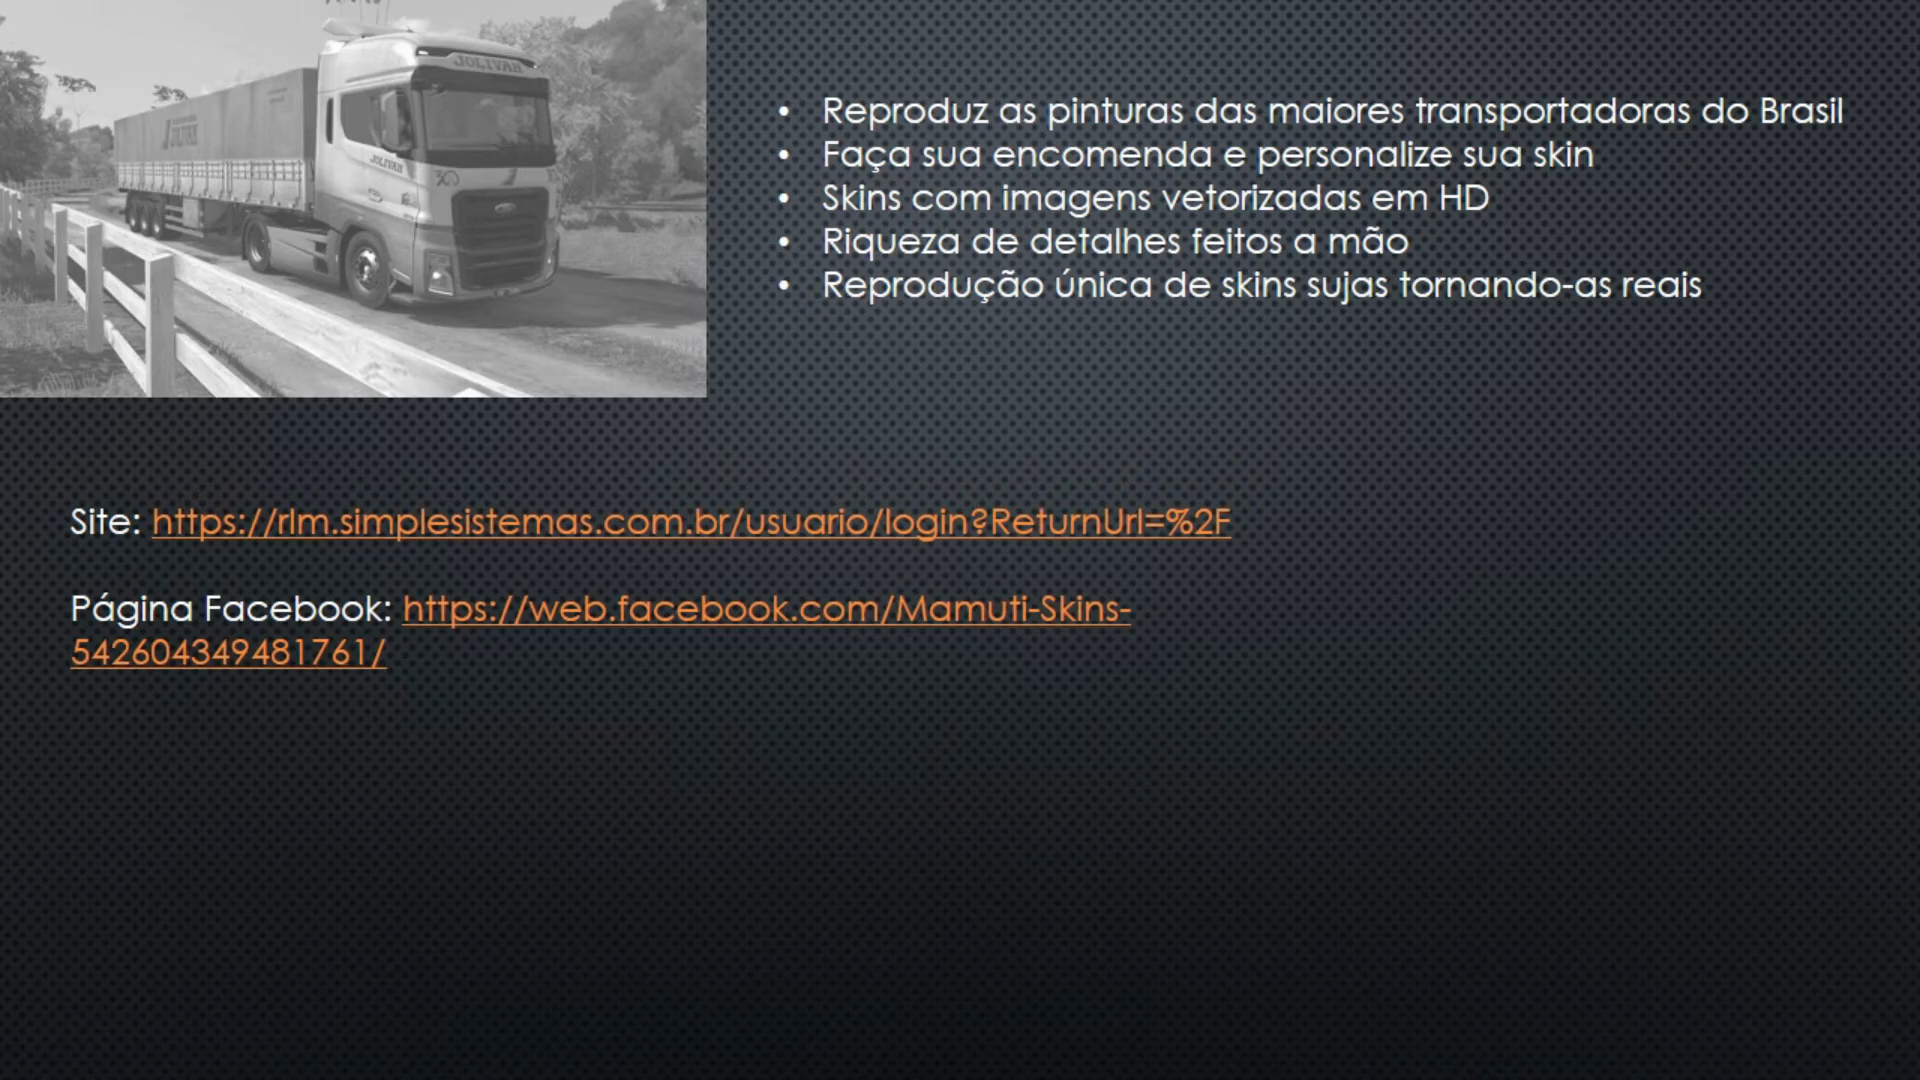 JOLIVAN
JOLIVAN
• Reproduz as pinturas das maiores transportadoras do Brasil
• Faça sua encomenda e personalize sua skin
• Skins com imagens vetorizadas em HD
• Riqueza de detalhes feitos a mão
• Reprodução única de skins sujas tornando-as reais
Site: https://rlm.simplesistemas.com.br/usuario/login?ReturnUrl=%2F
Página Facebook: https://web.facebook.com/Mamuti-Skins-
542604349481761/